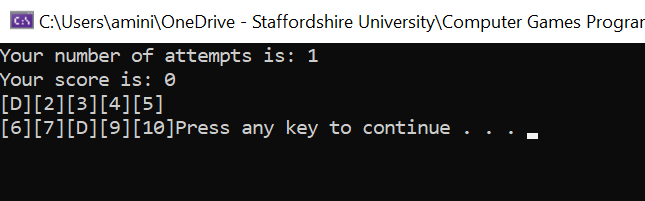 C:\Users\amini\OneDrive - Staffordshire University\Computer Games Progra
Your number of attempts is: 1
Your score is: 0
[D][2][3][4][5]
[6][7][D][9][10]Press any key to continue . . .